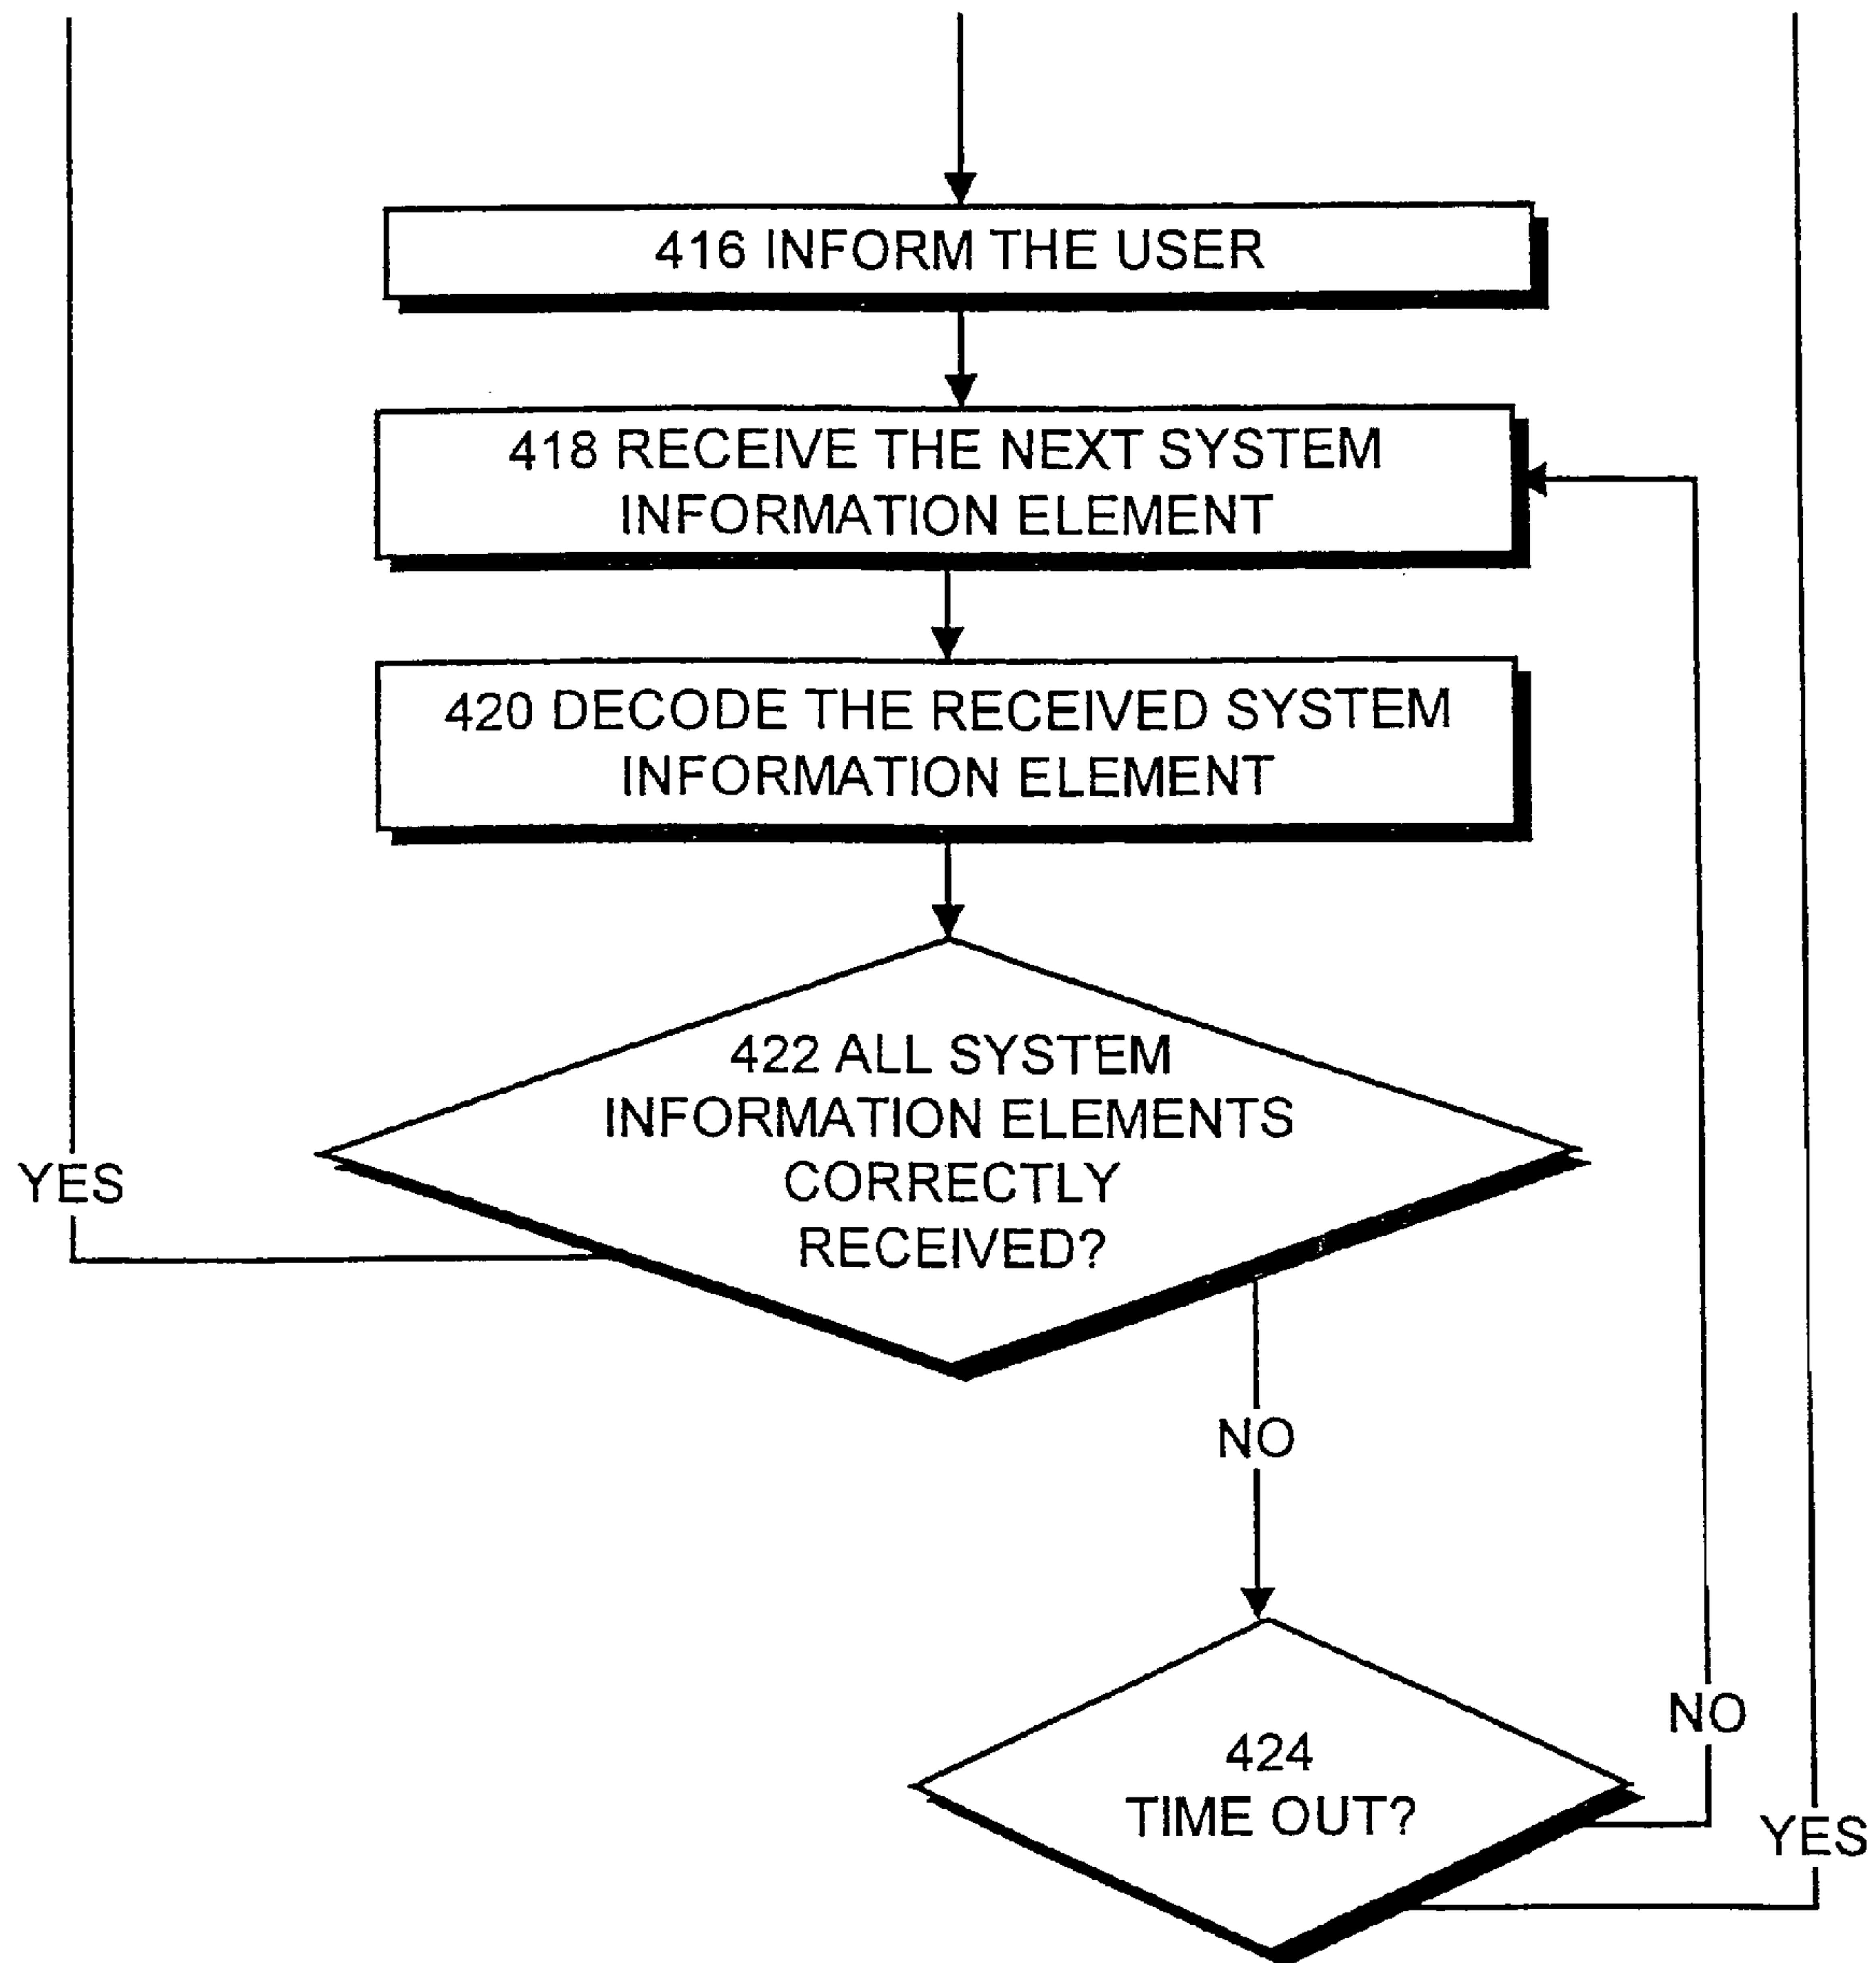 416 INFORM THE USER
418 RECEIVE THE NEXT SYSTEM
INFORMATION ELEMENT
420 DECODE THE RECEIVED SYSTEM
INFORMATION ELEMENT
422 ALL SYSTEM
INFORMATION ELEMENTS
CORRECTLY
RECEIVED?
YES
NO
424
TIME OUT?
NO
YES